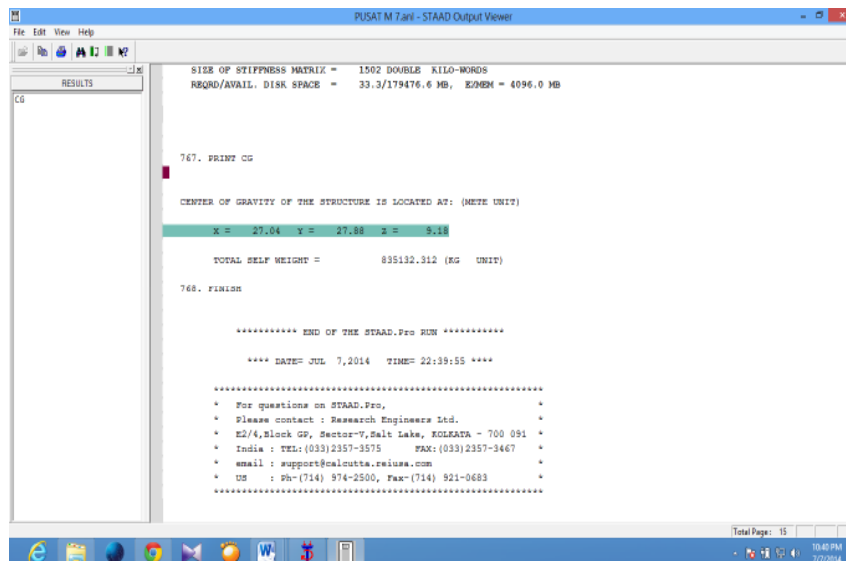 PUSAT M 7.anl - STAAD Output Viewer
File Edit View Help
RESULTS
CG
SIZE OF STIFFNESS MATRIX = 1502 DOUBLE KILO-WORDS
REQRD/AVAIL. DISK SPACE = 33.3/179476.6 MB, EXMEM = 4096.0 MB
767. PRINT CG
CENTER OF GRAVITY OF THE STRUCTURE IS LOCATED AT: (METE UNIT)
X = 27.04 Y = 27.88 Z = 9.18
TOTAL SELF WEIGHT = 835132.312 (KG UNIT)
768. FINISH
*********** END OF THE STAAD.Pro RUN ***********
**** DATE= JUL 7,2014 TIME= 22:39:55 ****
************************************************************
* For questions on STAAD.Pro, *
* Please contact : Research Engineers Ltd. *
* E2/4,Block GP, Sector-V,Salt Lake, KOLKATA - 700 091 *
* India : TEL:(033)2357-3575 FAX:(033)2357-3467 *
* email : support@calcutta.reiusa.com *
* US : Ph-(714) 974-2500, Fax-(714) 921-0683 *
************************************************************
Total Page: 15
10:40 PM
7/7/2014